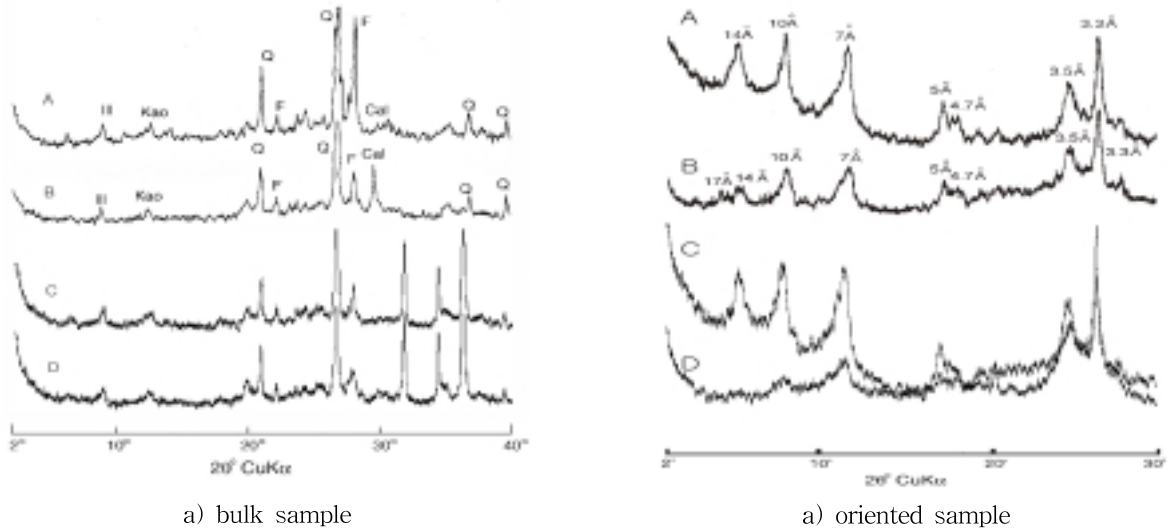 Q
Q
F
Q
A
Ill
Kao
F
Cal
Q
Q
Q
Q
F
Cal
B
Ill
Kao
F
Q
Q
C
D
2°
10°
20°
30°
40°
2θ° CuKα
a) bulk sample
A
14Å
10Å
7Å
5Å
4.7Å
3.5Å
3.3Å
B
17Å
14Å
10Å
7Å
5Å
4.7Å
3.5Å
3.3Å
C
D
2°
10°
20°
30°
2θ° CuKα
a) oriented sample